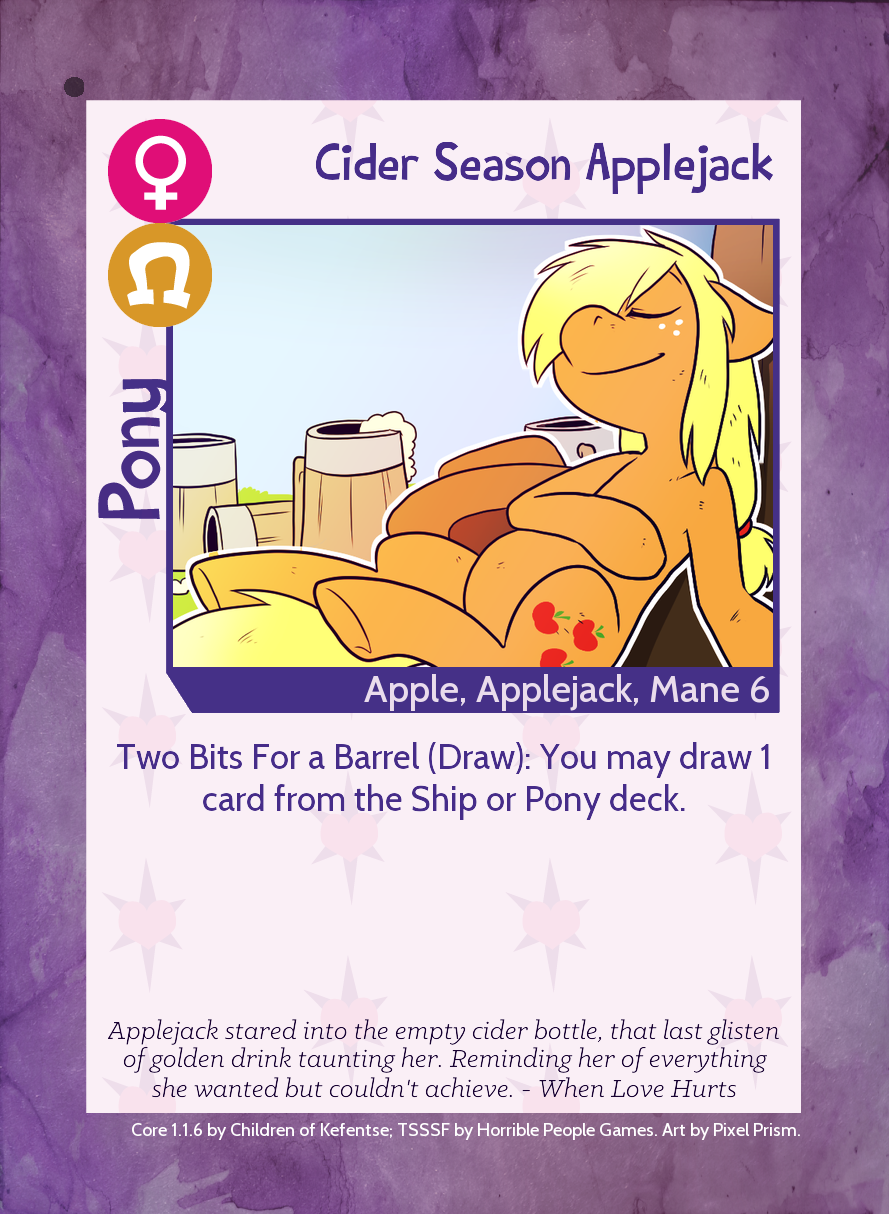 Cider Season Applejack
Pony
Apple, Applejack, Mane 6
Two Bits For a Barrel (Draw): You may draw 1
card from the Ship or Pony deck.
Applejack stared into the empty cider bottle, that last glisten
of golden drink taunting her. Reminding her of everything
she wanted but couldn't achieve. - When Love Hurts
Core 1.1.6 by Children of Kefentse; TSSSF by Horrible People Games. Art by Pixel Prism.